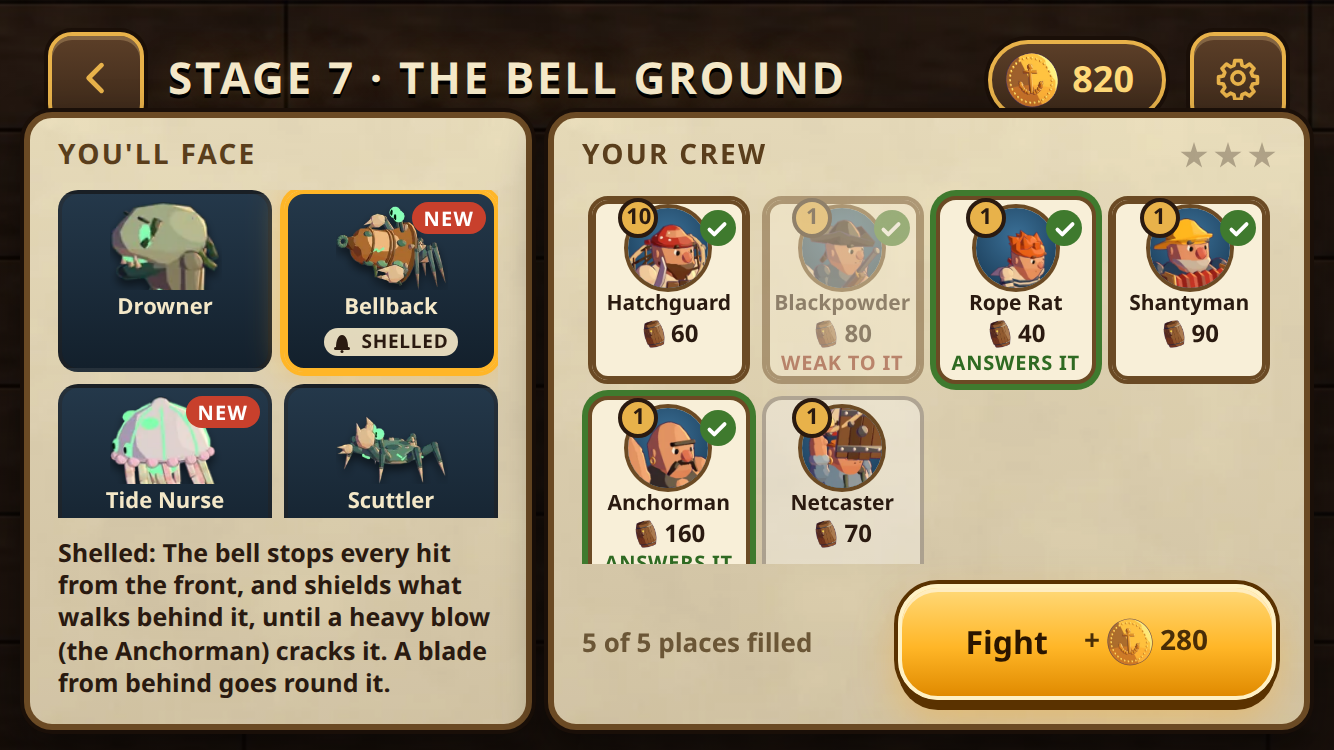 STAGE 7 · THE BELL GROUND
820
YOU'LL FACE
Drowner
NEW
Bellback
SHELLED
NEW
Tide Nurse
Scuttler
Shelled: The bell stops every hit
from the front, and shields what
walks behind it, until a heavy blow
(the Anchorman) cracks it. A blade
from behind goes round it.
YOUR CREW
10
Hatchguard
60
1
Blackpowder
80
WEAK TO IT
1
Rope Rat
40
ANSWERS IT
1
Shantyman
90
1
Anchorman
160
ANSWERS IT
1
Netcaster
70
5 of 5 places filled
Fight + 280